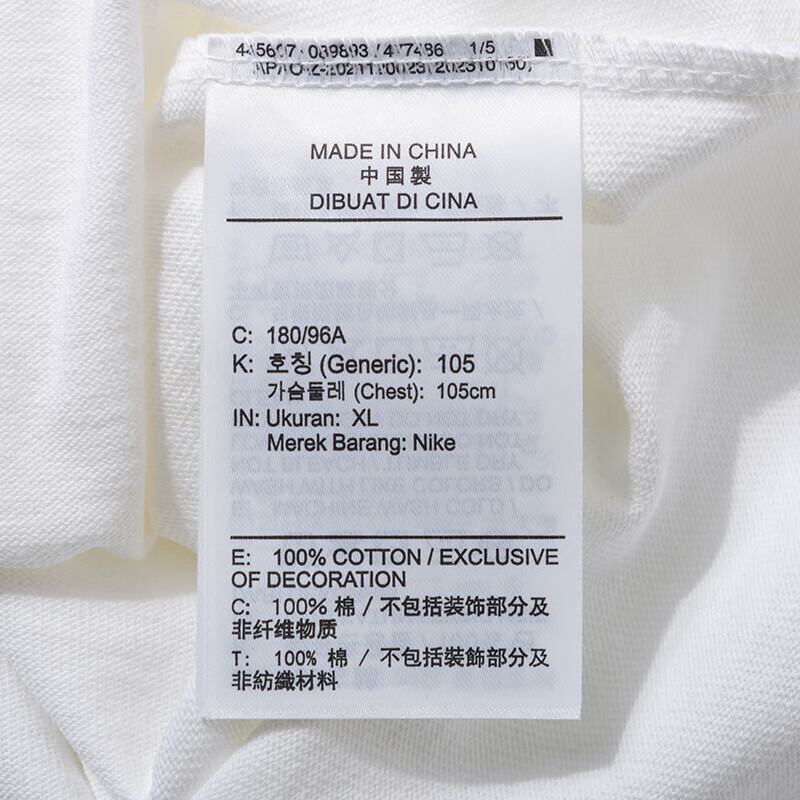 1/5
MADE IN CHINA
中国製
DIBUAT DI CINA
C: 180/96A
K: 호칭 (Generic): 105
가슴둘레 (Chest): 105cm
IN: Ukuran: XL
Merek Barang: Nike
E: 100% COTTON / EXCLUSIVE
OF DECORATION
C: 100% 棉 / 不包括装饰部分及
非纤维物质
T: 100% 棉 / 不包括裝飾部分及
非紡織材料